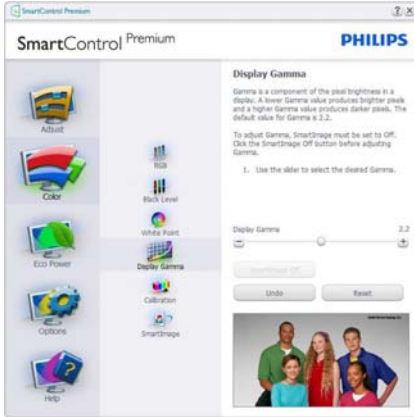 SmartControl Premium
SmartControl Premium
PHILIPS
Adjust
Color
Eco Power
Options
Help
RGB
Black Level
White Point
Display Gamma
Calibration
SmartImage
Display Gamma
Gamma is a component of the pixel brightness in a
display. A lower Gamma value produces brighter pixels
and a higher Gamma value produces darker pixels. The
default value for Gamma is 2.2.
To adjust Gamma, SmartImage must be set to Off.
Click the SmartImage Off button before adjusting
Gamma.
1. Use the slider to select the desired Gamma.
Display Gamma 2.2
SmartImage Off
Undo Reset